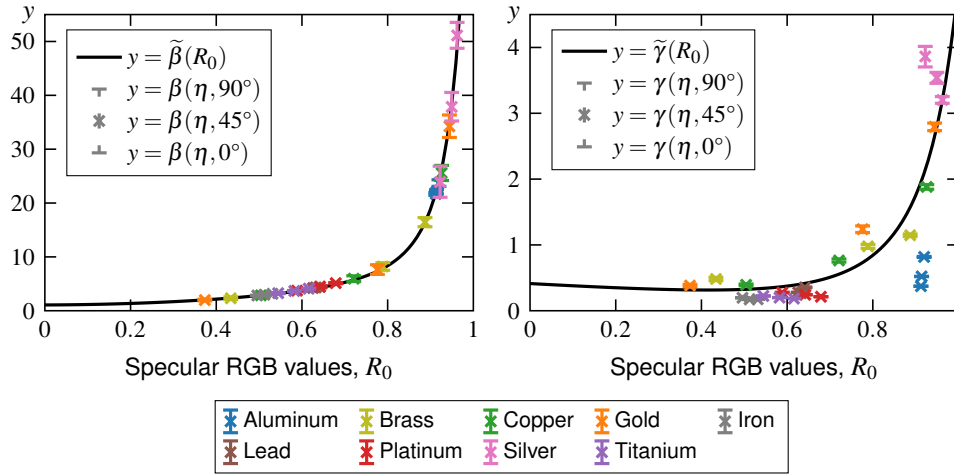 y
50
40
30
20
10
0
0
0.2
0.4
0.6
0.8
1
y = β̃(R₀)
y = β(η, 90°)
y = β(η, 45°)
y = β(η, 0°)
Specular RGB values, R₀
y
4
3
2
1
0
0
0.2
0.4
0.6
0.8
1
y = γ̃(R₀)
y = γ(η, 90°)
y = γ(η, 45°)
y = γ(η, 0°)
Specular RGB values, R₀
Aluminum Brass Copper Gold Iron
Lead Platinum Silver Titanium